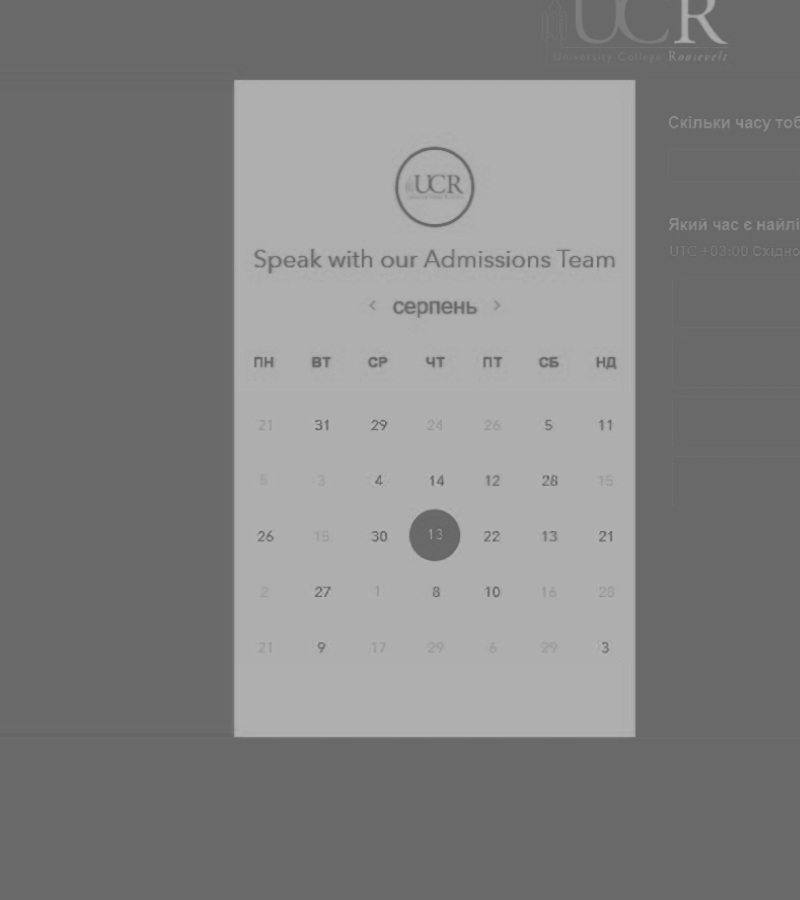 UCR
University College Roosevelt
UCR
Speak with our Admissions Team
< серпень >
ПН ВТ СР ЧТ ПТ СБ НД
21 31 29 24 26 5 11
5 3 4 14 12 28 15
26 15 30 13 22 13 21
2 27 1 8 10 16 28
21 9 17 29 6 29 3
Скільки часу тоб
Який час є найлі
UTC +03:00 Східно